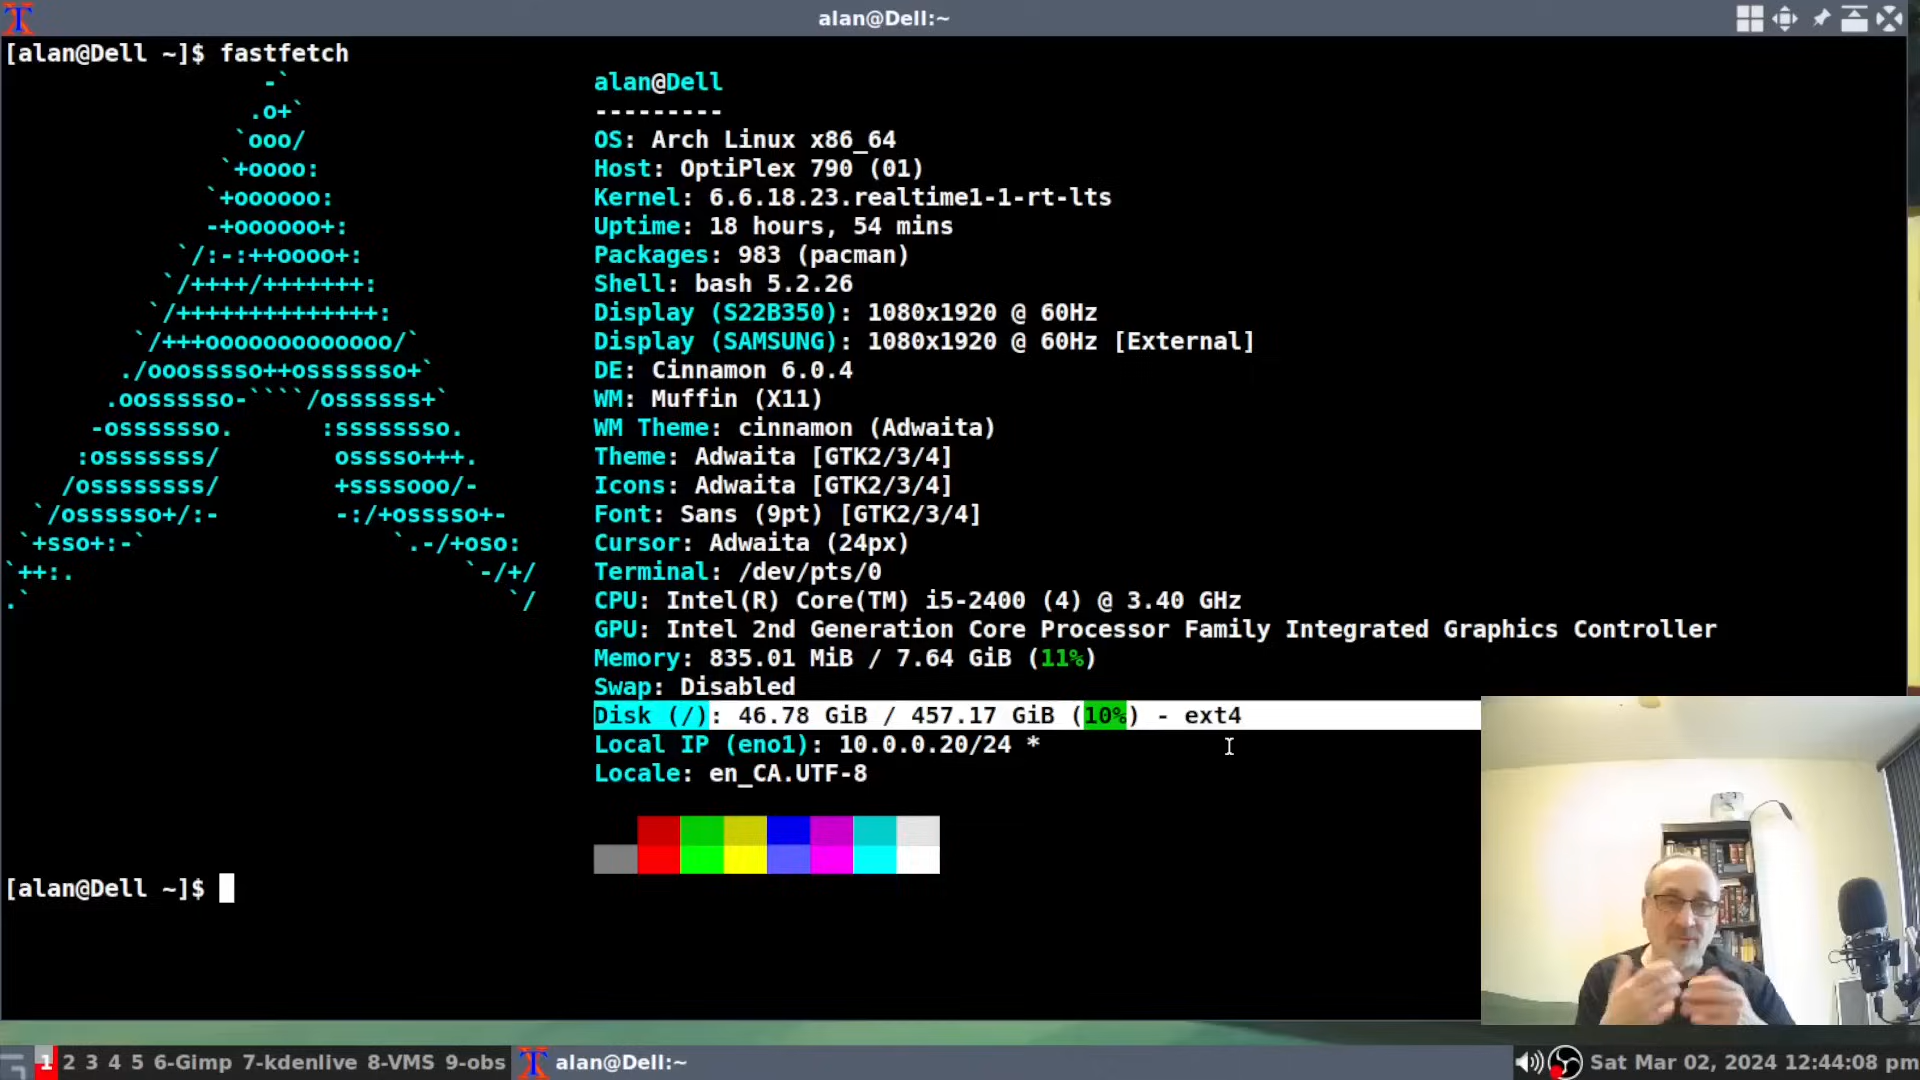 alan@Dell:~
[alan@Dell ~]$ fastfetch
alan@Dell
---------
OS: Arch Linux x86_64
Host: OptiPlex 790 (01)
Kernel: 6.6.18.23.realtime1-1-rt-lts
Uptime: 18 hours, 54 mins
Packages: 983 (pacman)
Shell: bash 5.2.26
Display (S22B350): 1080x1920 @ 60Hz
Display (SAMSUNG): 1080x1920 @ 60Hz [External]
DE: Cinnamon 6.0.4
WM: Muffin (X11)
WM Theme: cinnamon (Adwaita)
Theme: Adwaita [GTK2/3/4]
Icons: Adwaita [GTK2/3/4]
Font: Sans (9pt) [GTK2/3/4]
Cursor: Adwaita (24px)
Terminal: /dev/pts/0
CPU: Intel(R) Core(TM) i5-2400 (4) @ 3.40 GHz
GPU: Intel 2nd Generation Core Processor Family Integrated Graphics Controller
Memory: 835.01 MiB / 7.64 GiB (11%)
Swap: Disabled
Disk (/): 46.78 GiB / 457.17 GiB (10%) - ext4
Local IP (eno1): 10.0.0.20/24 *
Locale: en_CA.UTF-8
[alan@Dell ~]$
1 2 3 4 5 6-Gimp 7-kdenlive 8-VMS 9-obs
alan@Dell:~
Sat Mar 02, 2024 12:44:08 pm